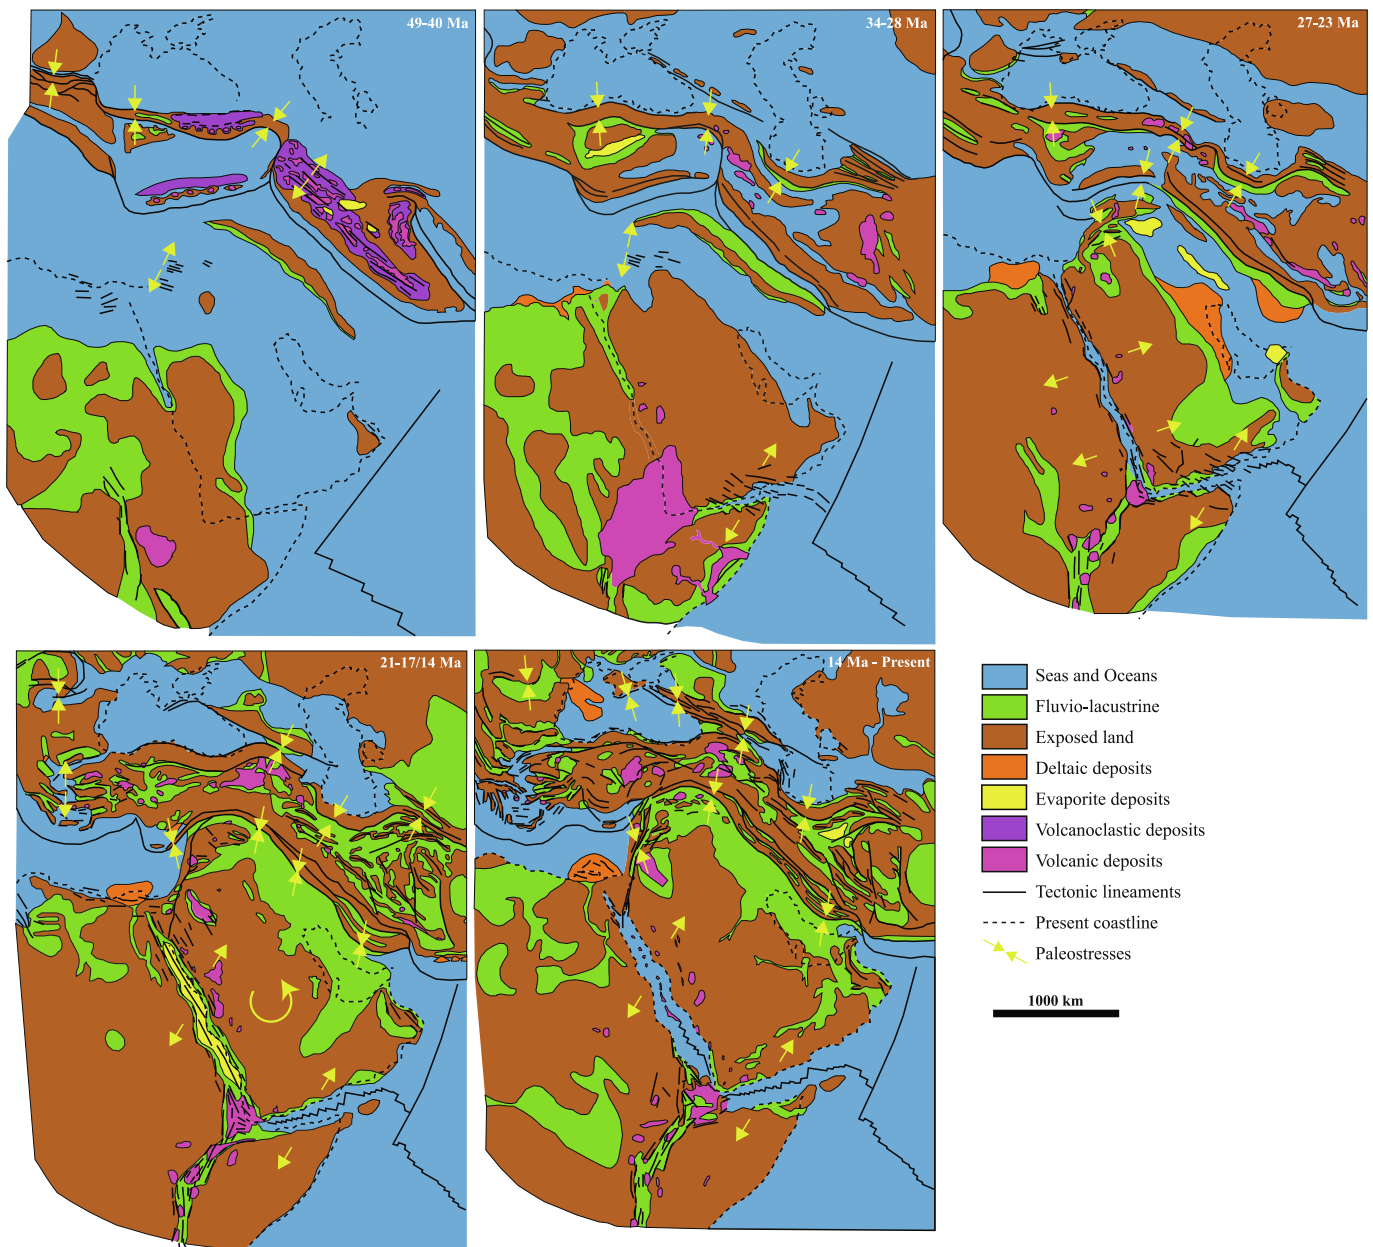 49-40 Ma
34-28 Ma
27-23 Ma
21-17/14 Ma
14 Ma - Present
Seas and Oceans
Fluvio-lacustrine
Exposed land
Deltaic deposits
Evaporite deposits
Volcanoclastic deposits
Volcanic deposits
Tectonic lineaments
Present coastline
Paleostresses
1000 km